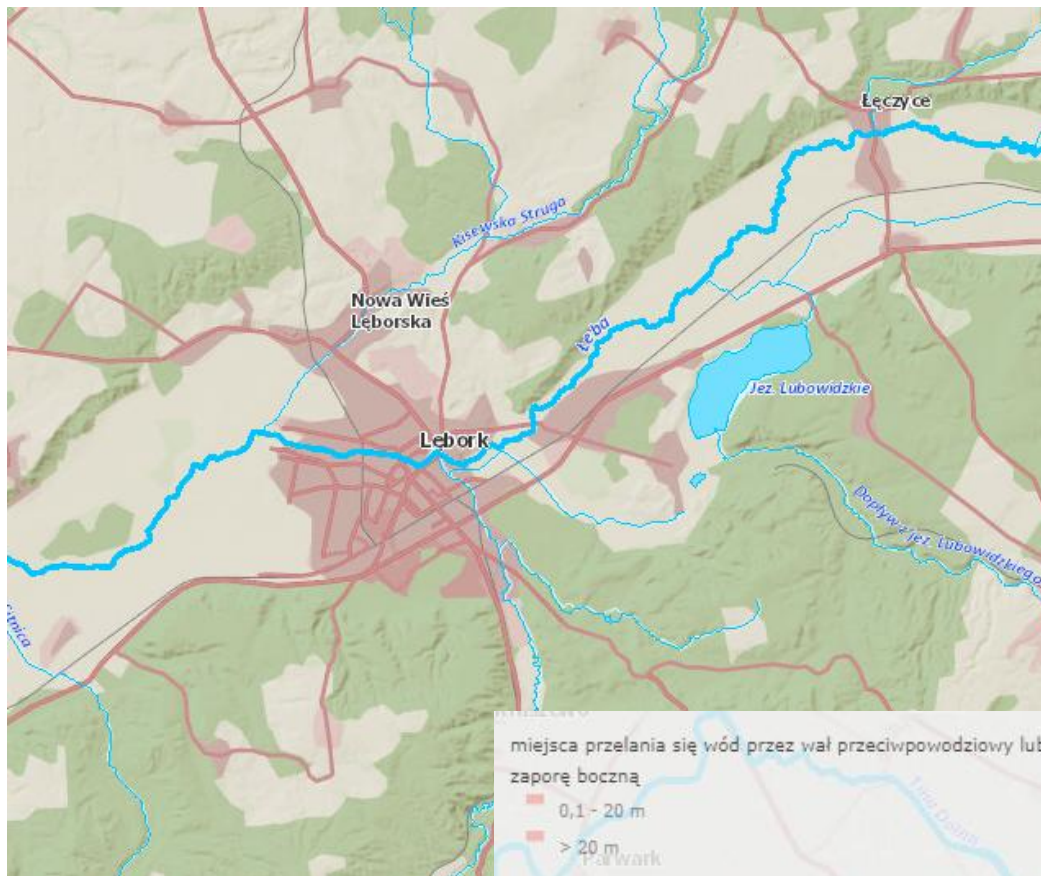 Łęczyce
Kisewska Struga
Nowa Wieś
Lęborska
Łeba
Jez. Lubowidzkie
Lębork
Dopływ z jez. Lubowidzkiego
miejsca przelania się wód przez wał przeciwpowodziowy lub
zaporę boczną
0,1 - 20 m
> 20 m